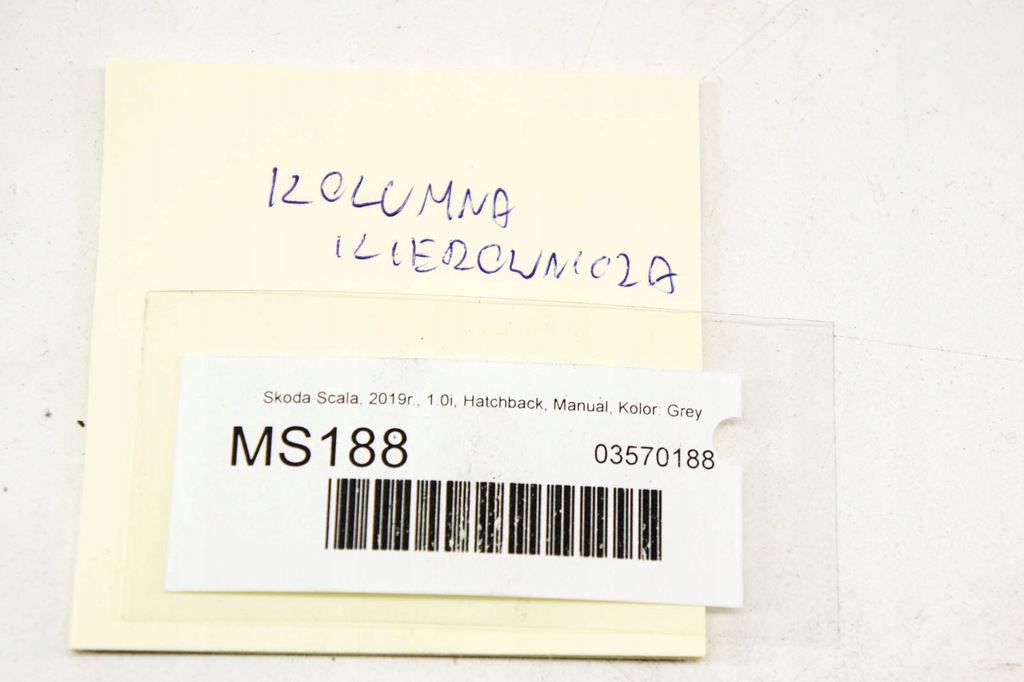 KOLUMNA
KIEROWNICZA
Skoda Scala, 2019r., 1.0i, Hatchback, Manual, Kolor: Grey
MS188
03570188